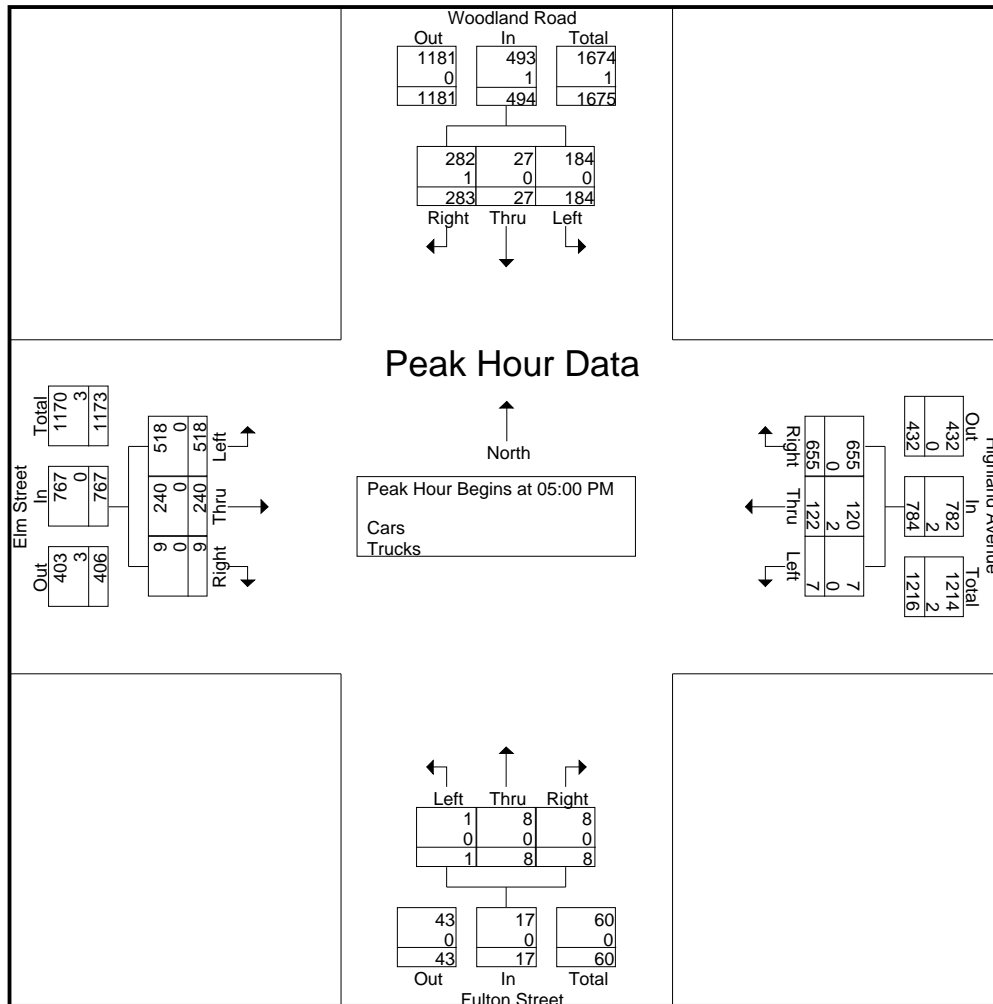 Woodland Road
Out In Total
1181 493 1674
0 1 1
1181 494 1675
282 27 184
1 0 0
283 27 184
Right Thru Left
Peak Hour Data
North
Peak Hour Begins at 05:00 PM
Cars
Trucks
Elm Street
Out In Total
403 767 1170
3 0 3
406 767 1173
9 240 518
0 0 0
9 240 518
Right Thru Left
Highland Avenue
Out In Total
432 782 1214
0 2 2
432 784 1216
655 120 7
0 2 0
655 122 7
Right Thru Left
Left Thru Right
1 8 8
0 0 0
1 8 8
43 17 60
0 0 0
43 17 60
Out In Total
Fulton Street